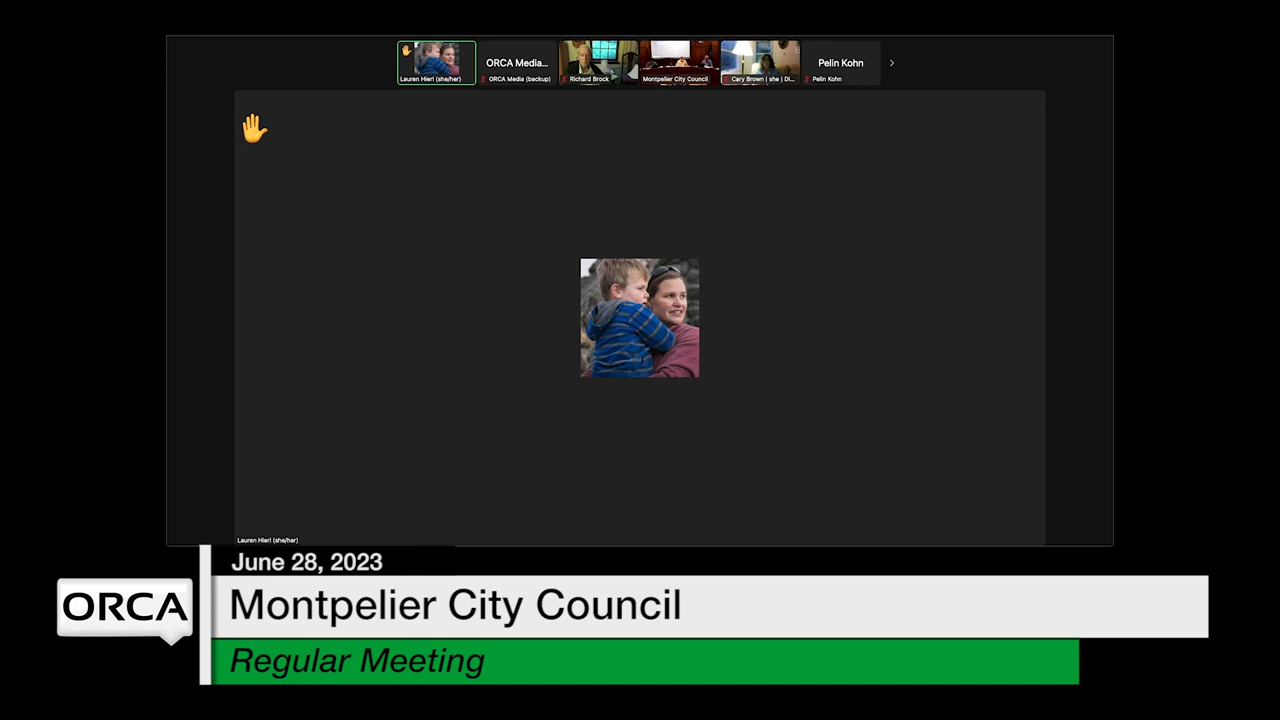 ORCA Media...
Pelin Kohn
Lauren Hierl (she/her)
ORCA Media (backup)
Richard Brock
Montpelier City Council
Cary Brown | she | Di...
Pelin Kohn
Lauren Hierl (she/her)
June 28, 2023
ORCA
Montpelier City Council
Regular Meeting